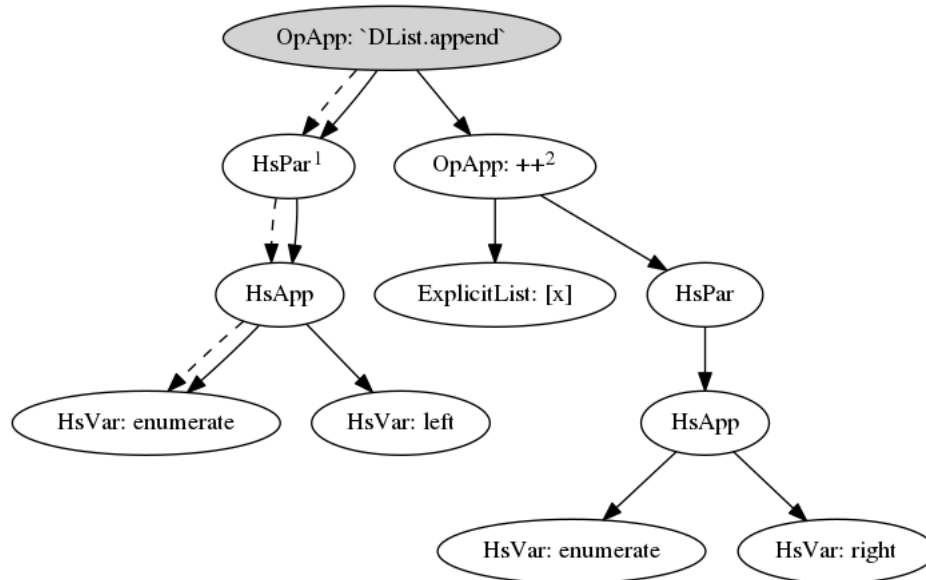 OpApp: `DList.append`
HsPar¹
OpApp: ++²
HsApp
ExplicitList: [x]
HsPar
HsVar: enumerate
HsVar: left
HsApp
HsVar: enumerate
HsVar: right